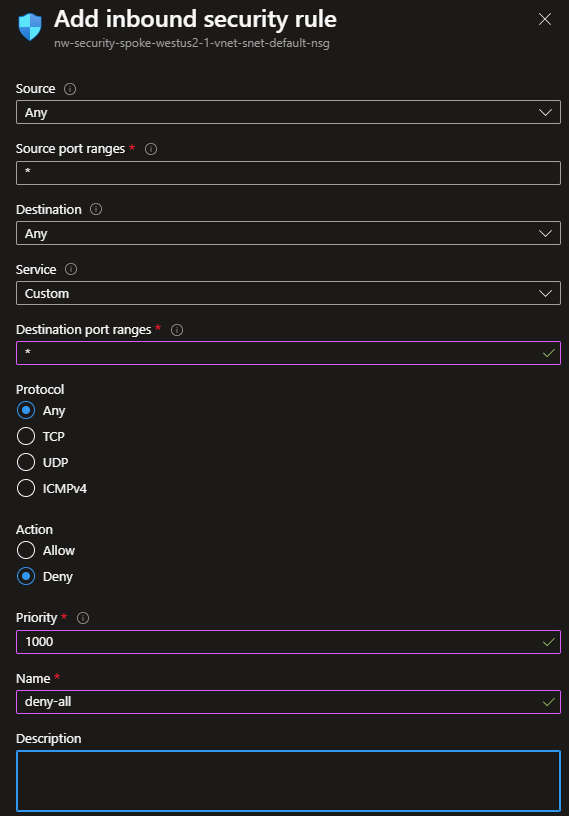 Add inbound security rule
nw-security-spoke-westus2-1-vnet-snet-default-nsg
Source
Any
Source port ranges *
*
Destination
Any
Service
Custom
Destination port ranges *
*
Protocol
Any
TCP
UDP
ICMPv4
Action
Allow
Deny
Priority *
1000
Name *
deny-all
Description